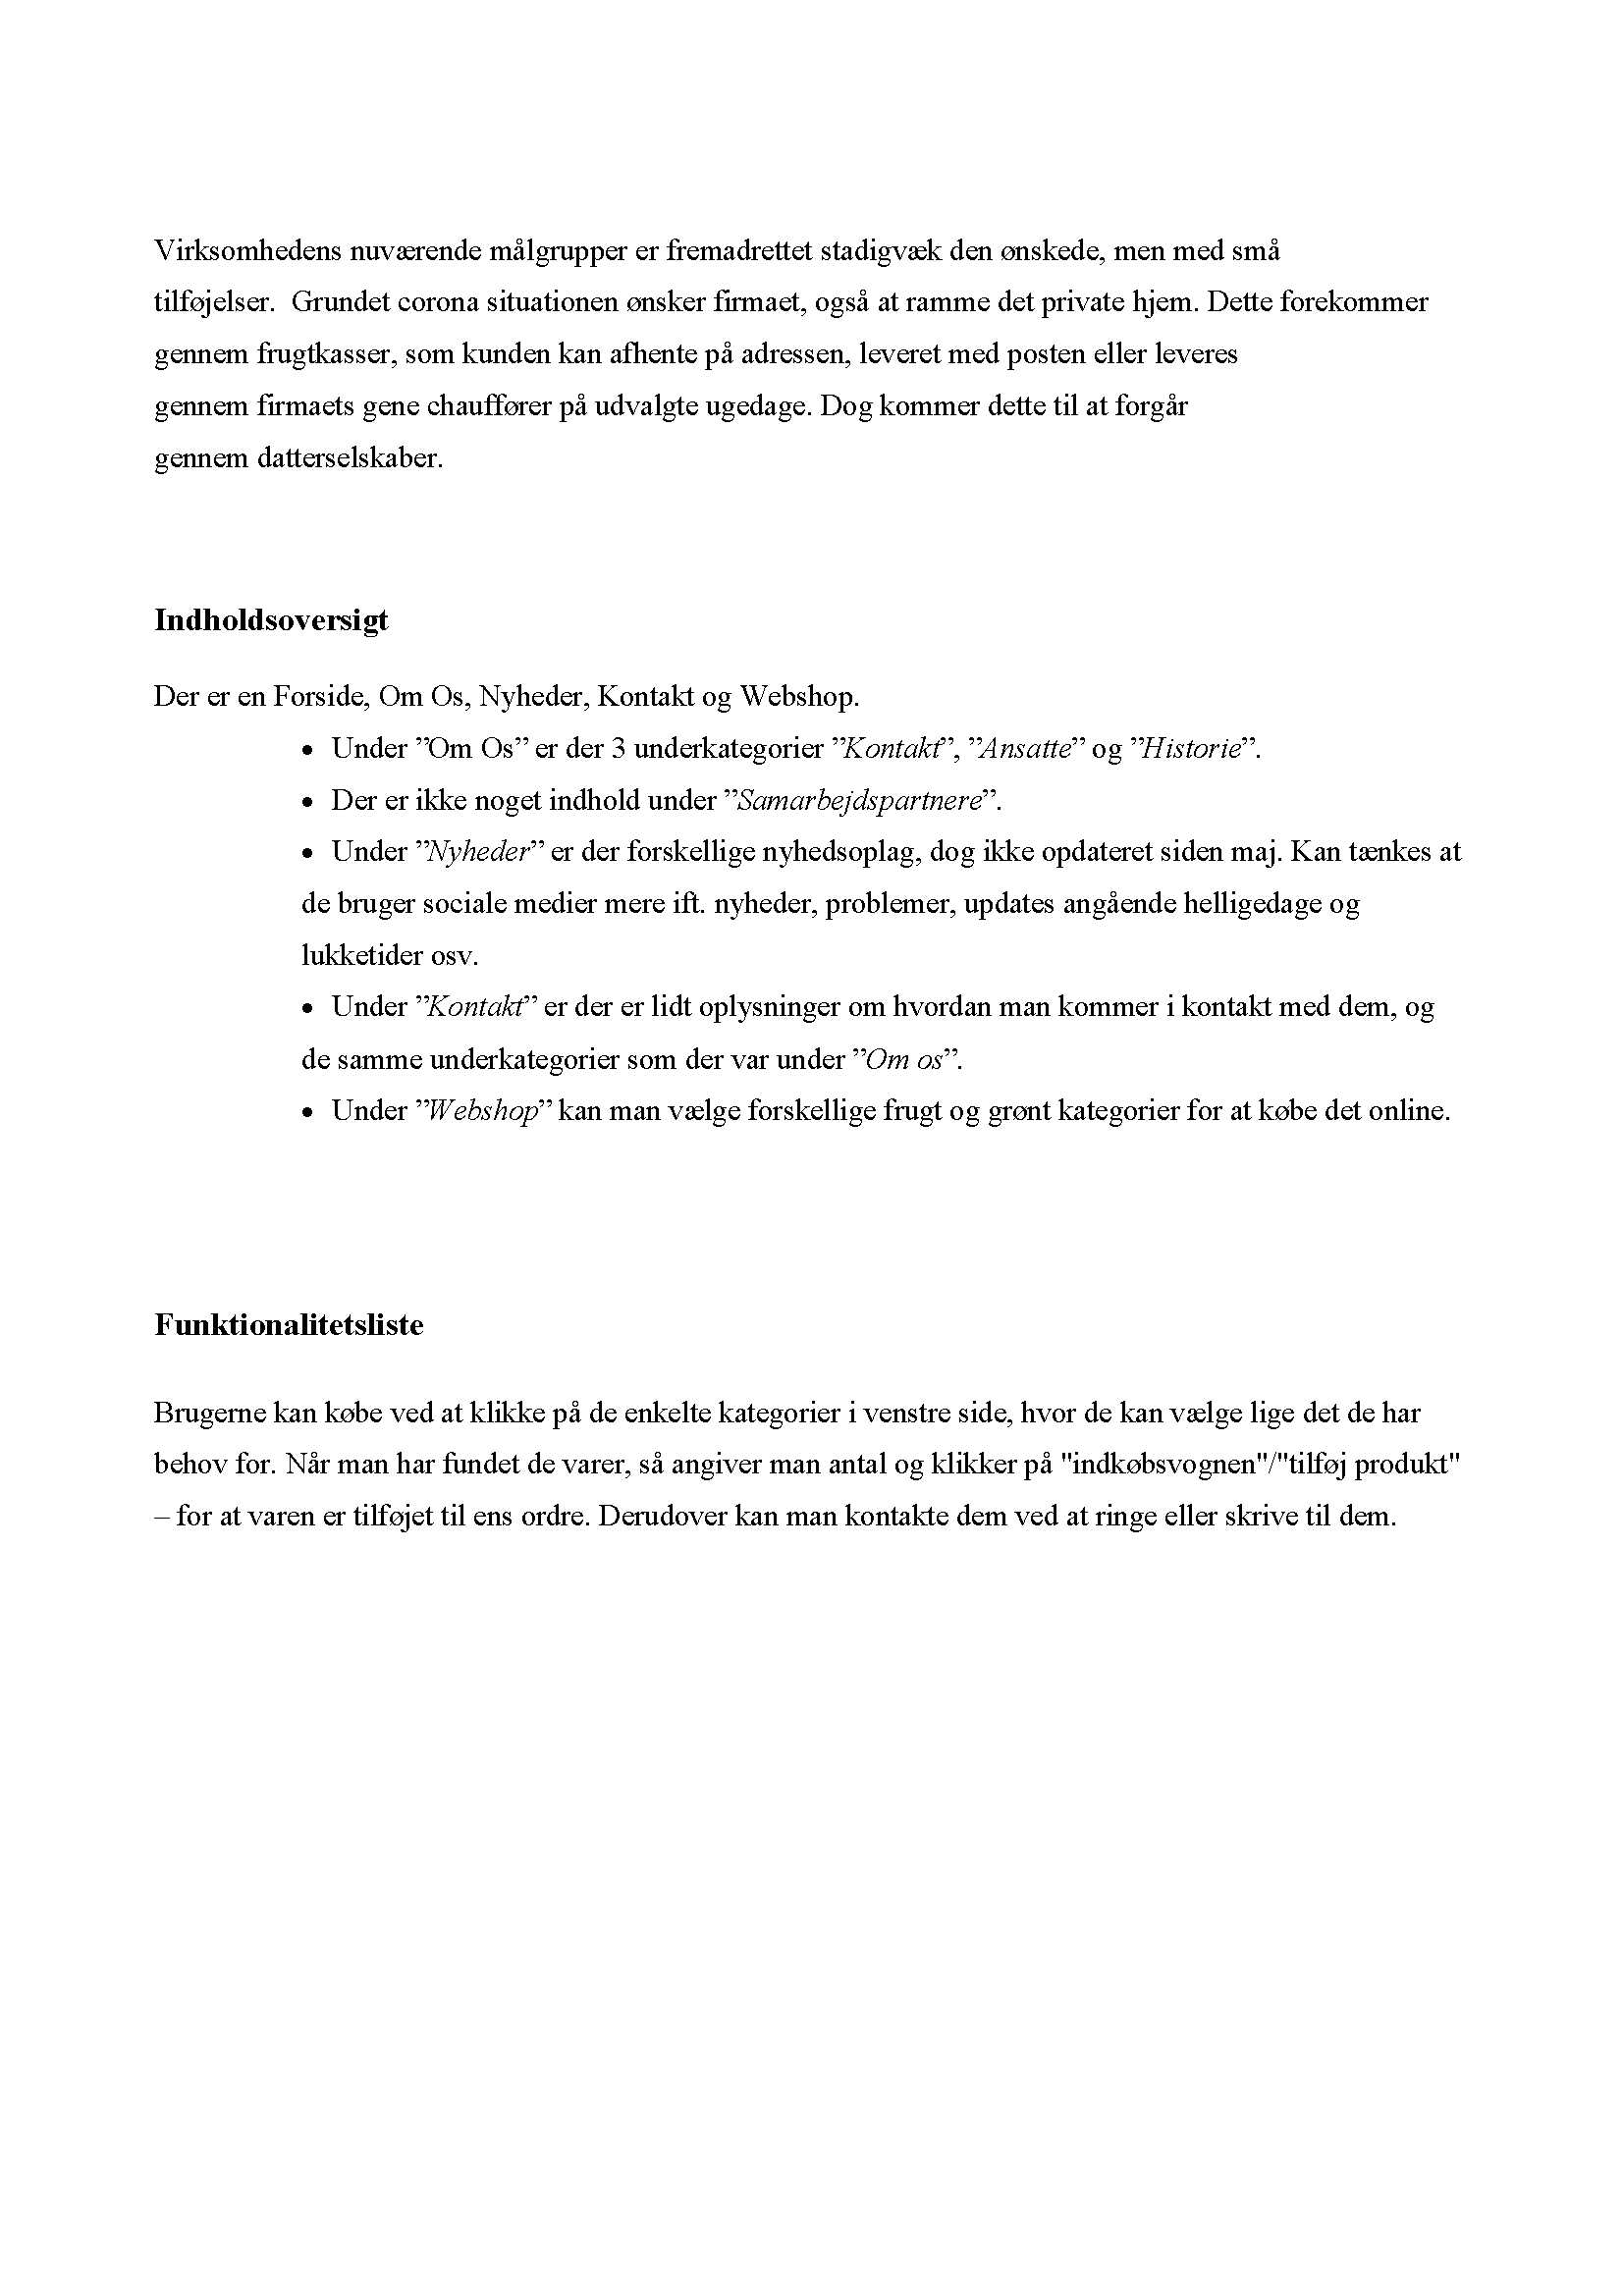 Virksomhedens nuværende målgrupper er fremadrettet stadigvæk den ønskede, men med små
tilføjelser.  Grundet corona situationen ønsker firmaet, også at ramme det private hjem. Dette forekommer
gennem frugtkasser, som kunden kan afhente på adressen, leveret med posten eller leveres
gennem firmaets gene chauffører på udvalgte ugedage. Dog kommer dette til at forgår
gennem datterselskaber.
Indholdsoversigt
Der er en Forside, Om Os, Nyheder, Kontakt og Webshop.
• Under ”Om Os” er der 3 underkategorier ”Kontakt”, ”Ansatte” og ”Historie”.
• Der er ikke noget indhold under ”Samarbejdspartnere”.
• Under ”Nyheder” er der forskellige nyhedsoplag, dog ikke opdateret siden maj. Kan tænkes at
de bruger sociale medier mere ift. nyheder, problemer, updates angående helligedage og
lukketider osv.
• Under ”Kontakt” er der er lidt oplysninger om hvordan man kommer i kontakt med dem, og
de samme underkategorier som der var under ”Om os”.
• Under ”Webshop” kan man vælge forskellige frugt og grønt kategorier for at købe det online.
Funktionalitetsliste
Brugerne kan købe ved at klikke på de enkelte kategorier i venstre side, hvor de kan vælge lige det de har
behov for. Når man har fundet de varer, så angiver man antal og klikker på "indkøbsvognen"/"tilføj produkt"
– for at varen er tilføjet til ens ordre. Derudover kan man kontakte dem ved at ringe eller skrive til dem.